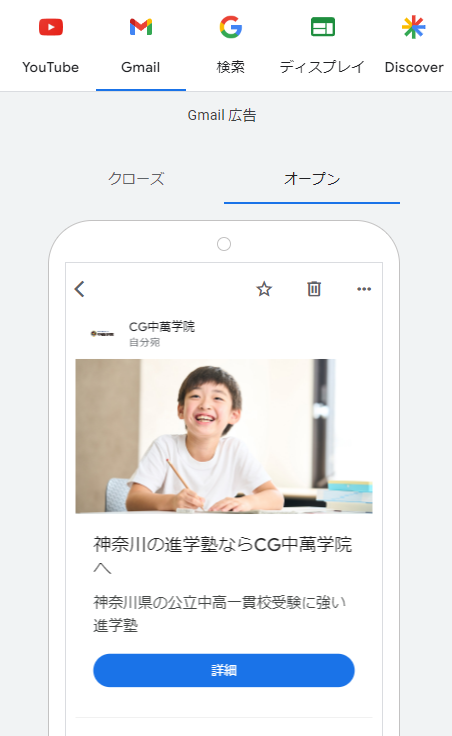 YouTube
Gmail
検索
ディスプレイ
Discover
Gmail 広告
クローズ
オープン
CG中萬学院
自分宛
神奈川の進学塾ならCG中萬学院
へ
神奈川県の公立中高一貫校受験に強い
進学塾
詳細